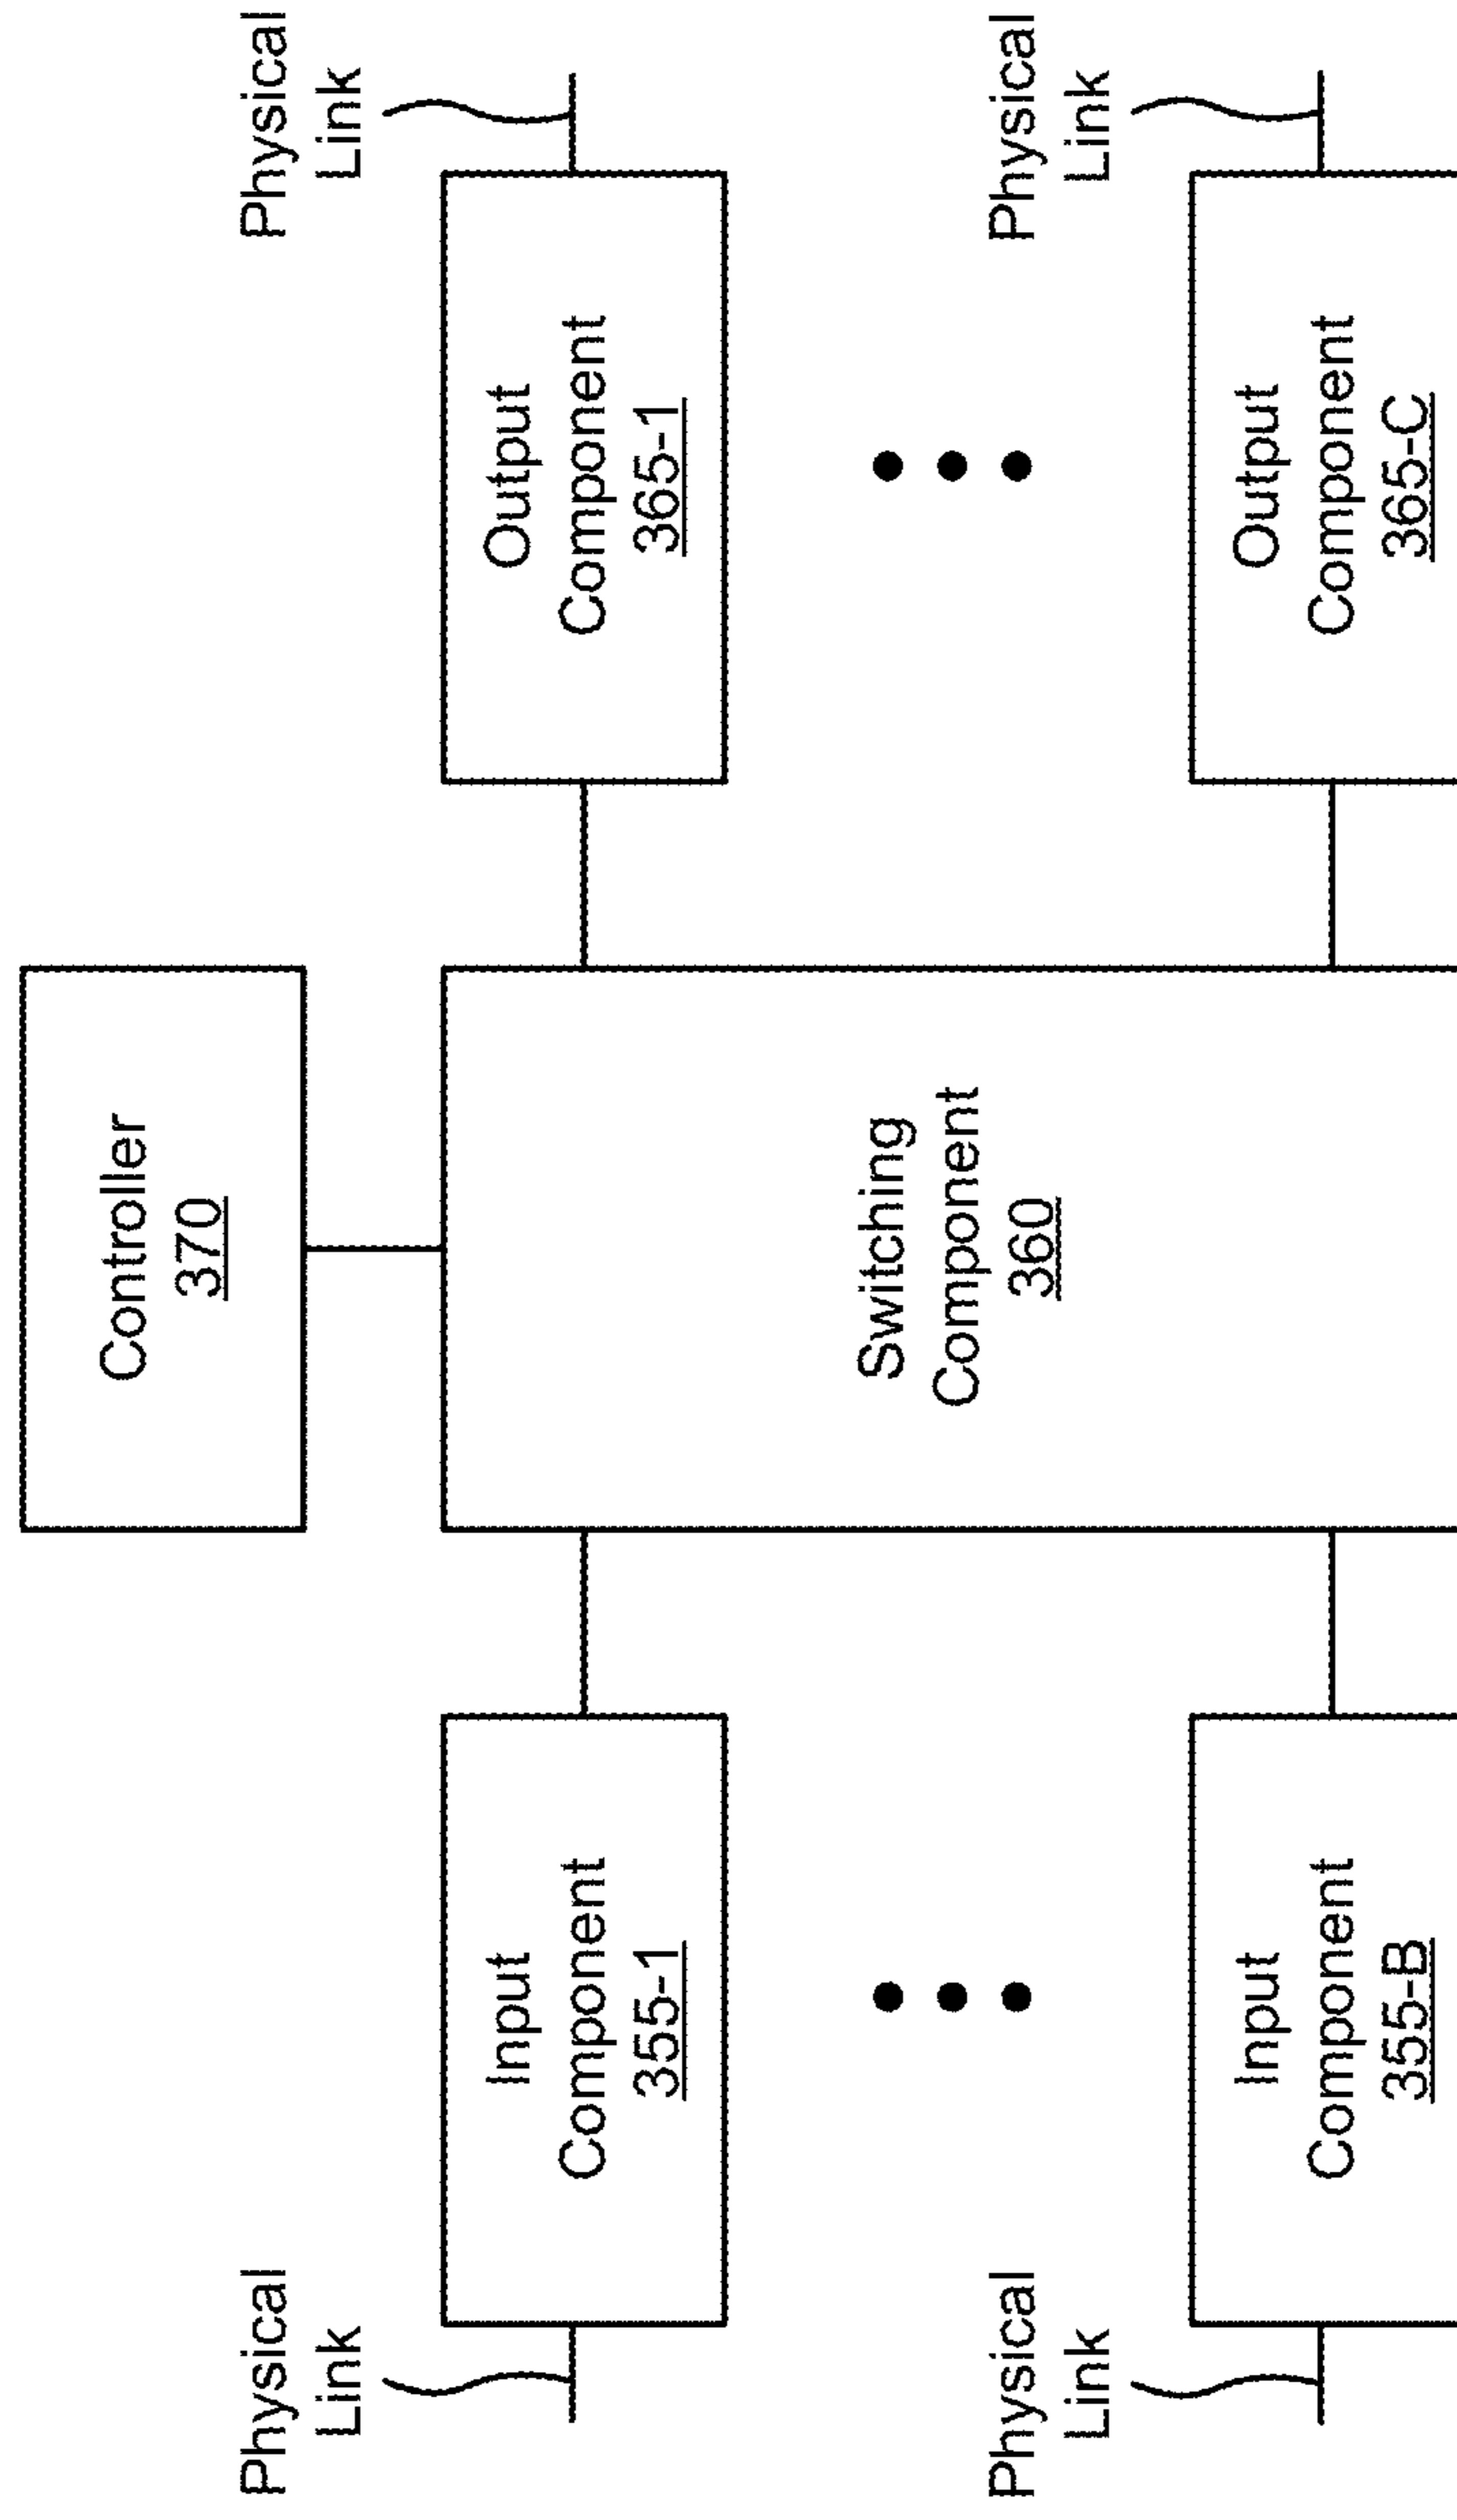 Controller
370
Physical
Link
Input
Component
355-1
Switching
Component
360
Output
Component
365-1
Physical
Link
Physical
Link
Input
Component
355-B
Output
Component
365-C
Physical
Link